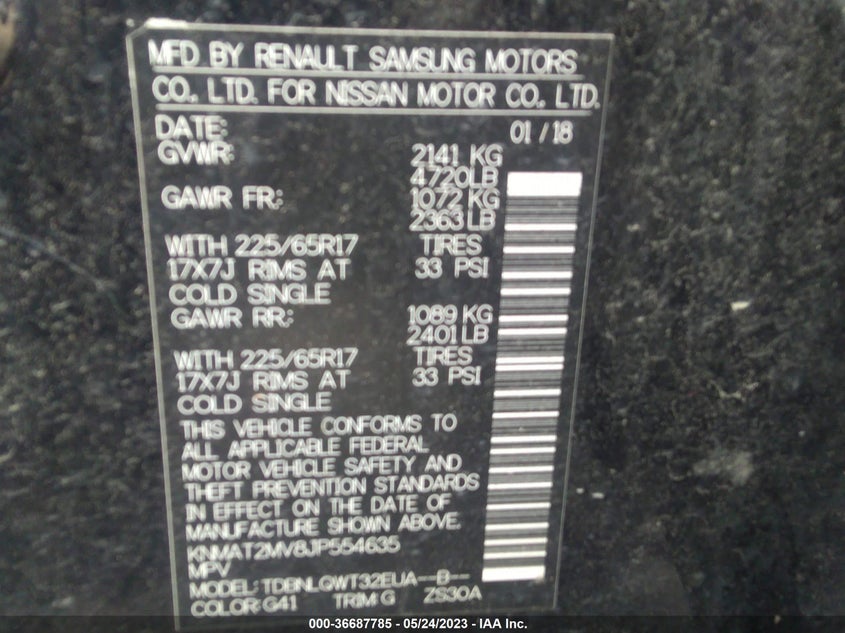 MFD BY RENAULT SAMSUNG MOTORS
CO., LTD. FOR NISSAN MOTOR CO., LTD.
DATE: 01 / 18
GVWR: 2141 KG
4720LB
GAWR FR: 1072 KG
2363LB
WITH 225/65R17 TIRES
17X7J RIMS AT 33 PSI
COLD SINGLE
GAWR RR: 1089 KG
2401LB
WITH 225/65R17 TIRES
17X7J RIMS AT 33 PSI
COLD SINGLE
THIS VEHICLE CONFORMS TO
ALL APPLICABLE FEDERAL
MOTOR VEHICLE SAFETY AND
THEFT PREVENTION STANDARDS
IN EFFECT ON THE DATE OF
MANUFACTURE SHOWN ABOVE.
KNMAT2MV8JP554635
MPV
MODEL: TDBNLQWT32EUA--B--
COLOR:G41 TRIM:G ZS30A
000-36687785 - 05/24/2023 - IAA Inc.